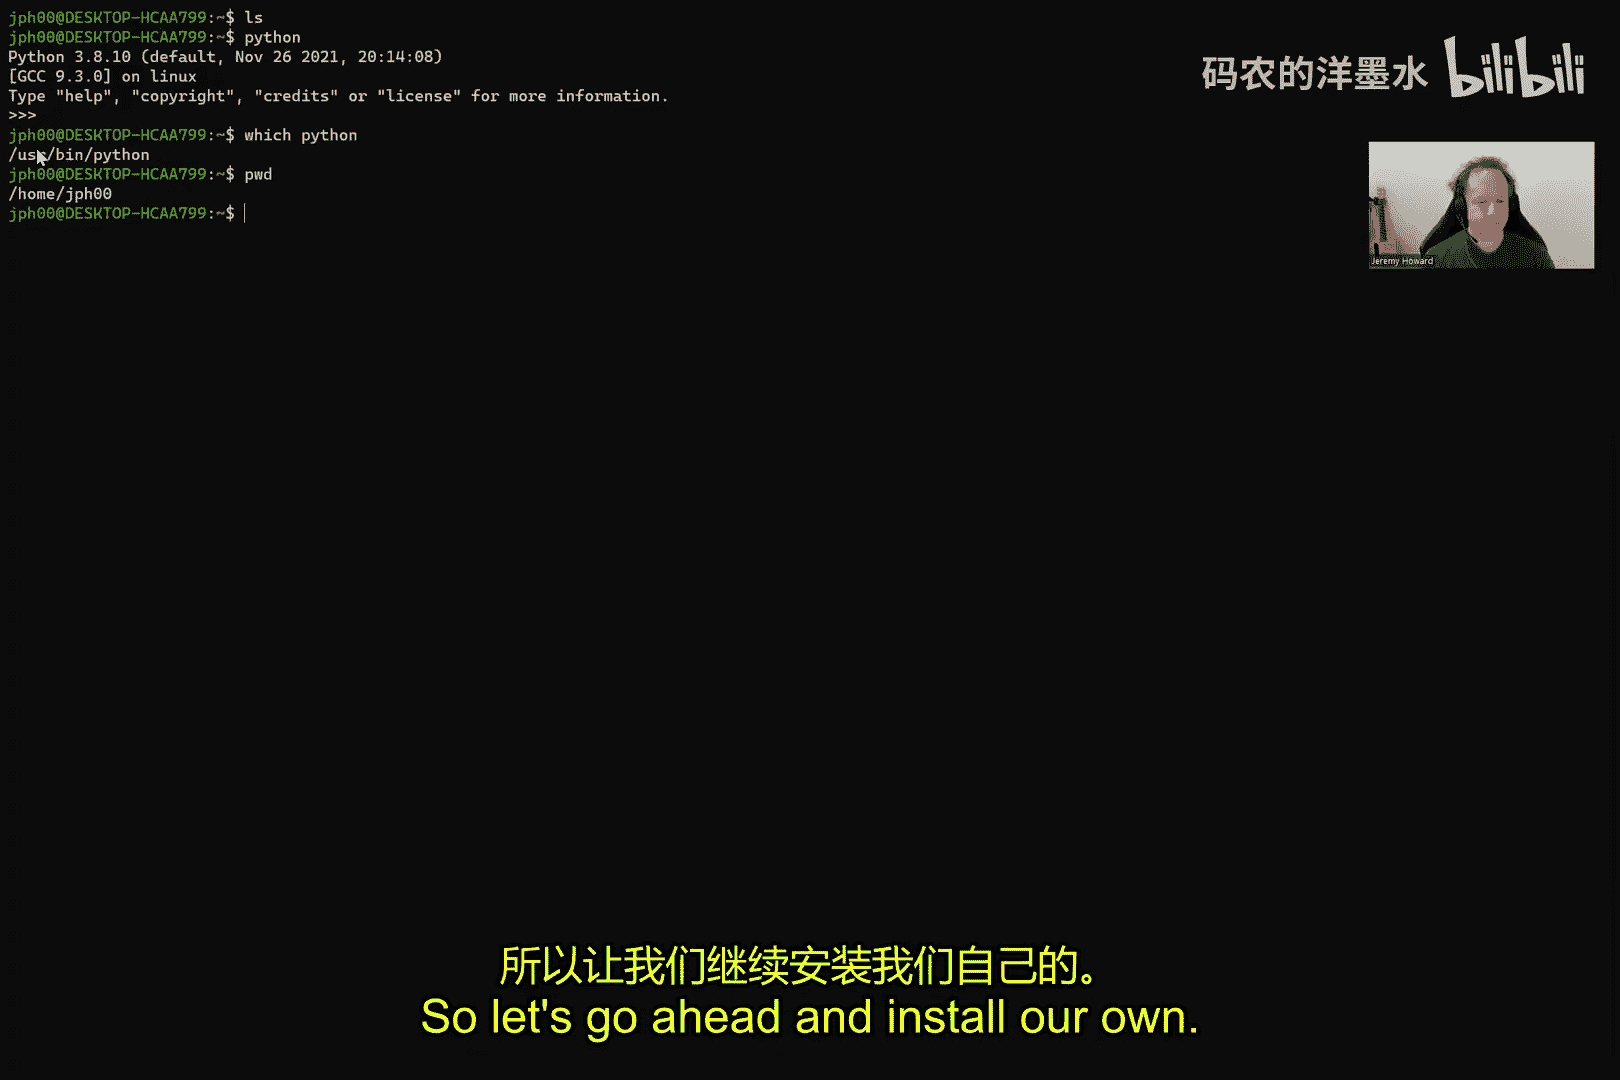 jph00@DESKTOP-HCAA799:~$ ls
jph00@DESKTOP-HCAA799:~$ python
Python 3.8.10 (default, Nov 26 2021, 20:14:08)
[GCC 9.3.0] on linux
Type "help", "copyright", "credits" or "license" for more information.
>>>
jph00@DESKTOP-HCAA799:~$ which python
/usr/bin/python
jph00@DESKTOP-HCAA799:~$ pwd
/home/jph00
jph00@DESKTOP-HCAA799:~$
码农的洋墨水 bilibili
Jeremy Howard
所以让我们继续安装我们自己的。
So let's go ahead and install our own.